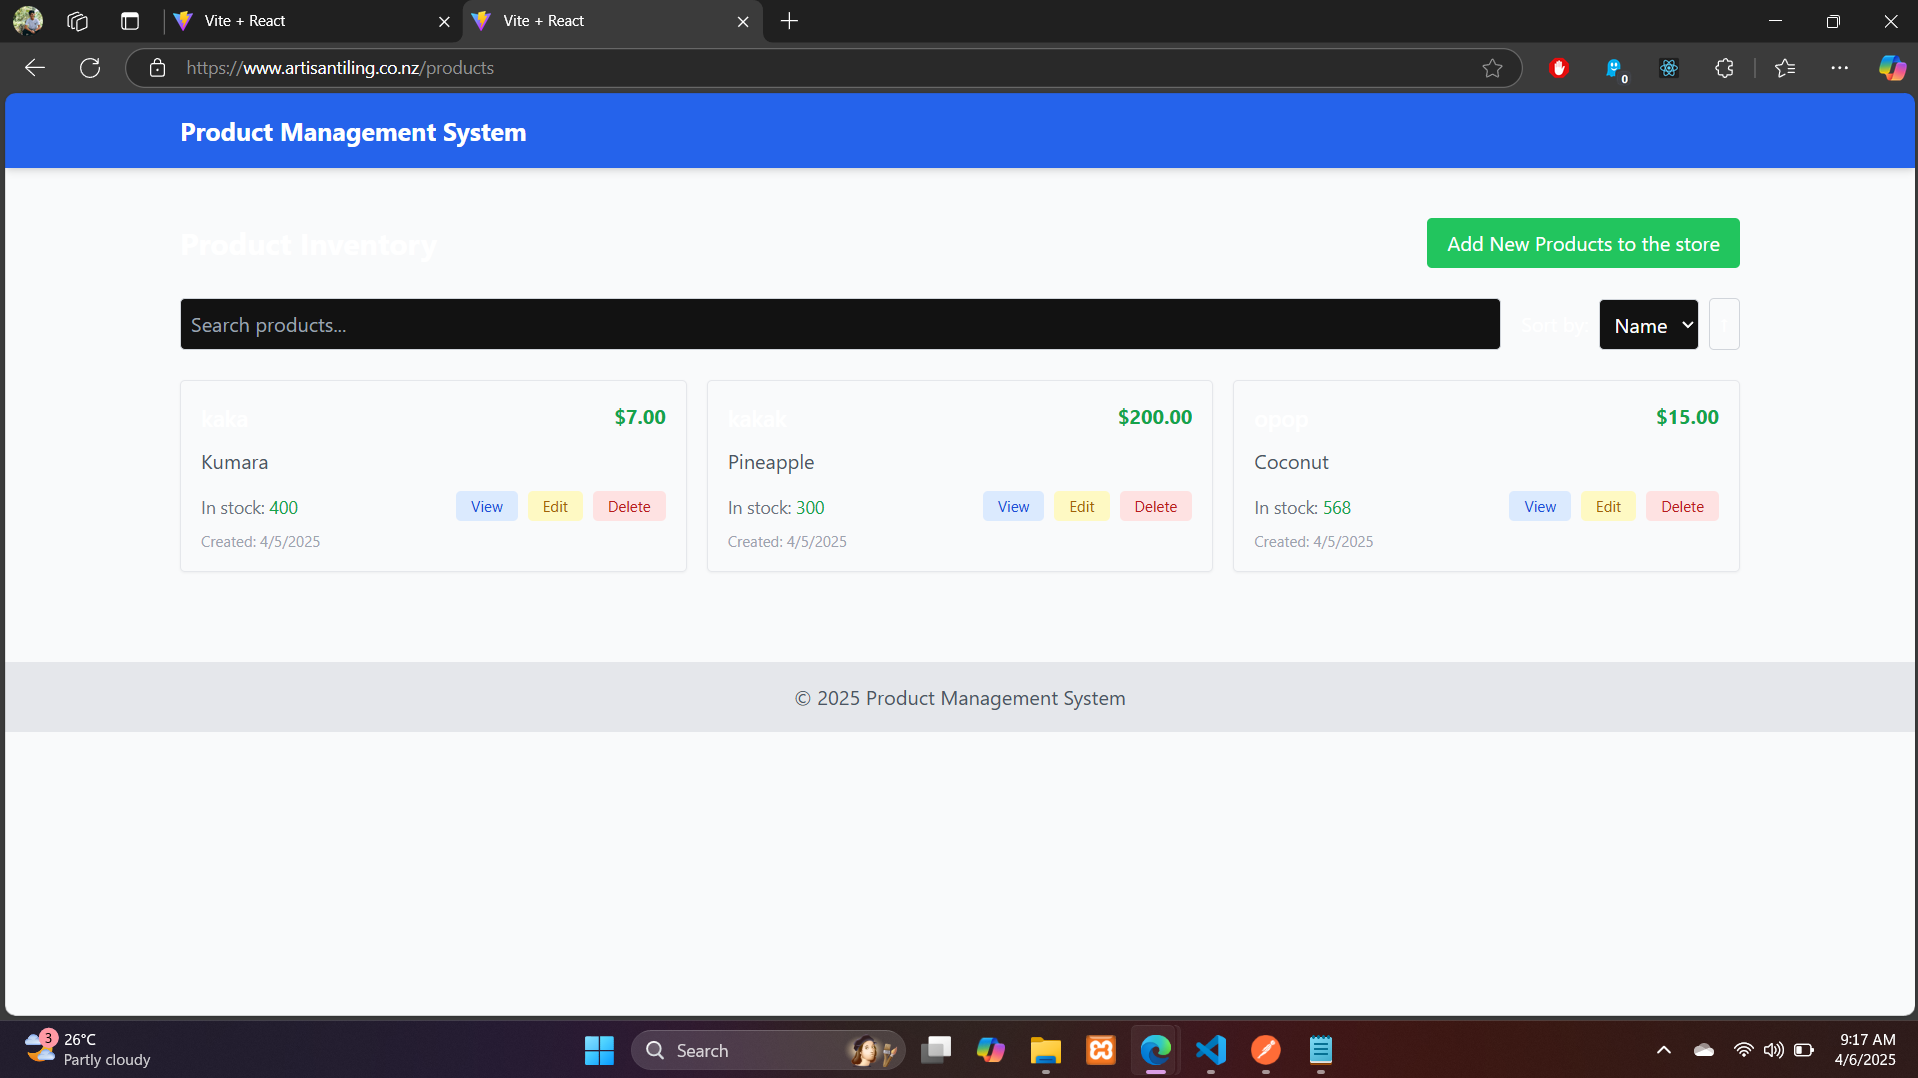 Vite + React
Vite + React
https://www.artisantiling.co.nz/products
0
Product Management System
Product Inventory
Add New Products to the store
Search products...
Sort by
Name
kaka
$7.00
Kumara
In stock: 400
View
Edit
Delete
Created: 4/5/2025
kakak
$200.00
Pineapple
In stock: 300
View
Edit
Delete
Created: 4/5/2025
opop
$15.00
Coconut
In stock: 568
View
Edit
Delete
Created: 4/5/2025
© 2025 Product Management System
3
26°C
Partly cloudy
Search
9:17 AM
4/6/2025